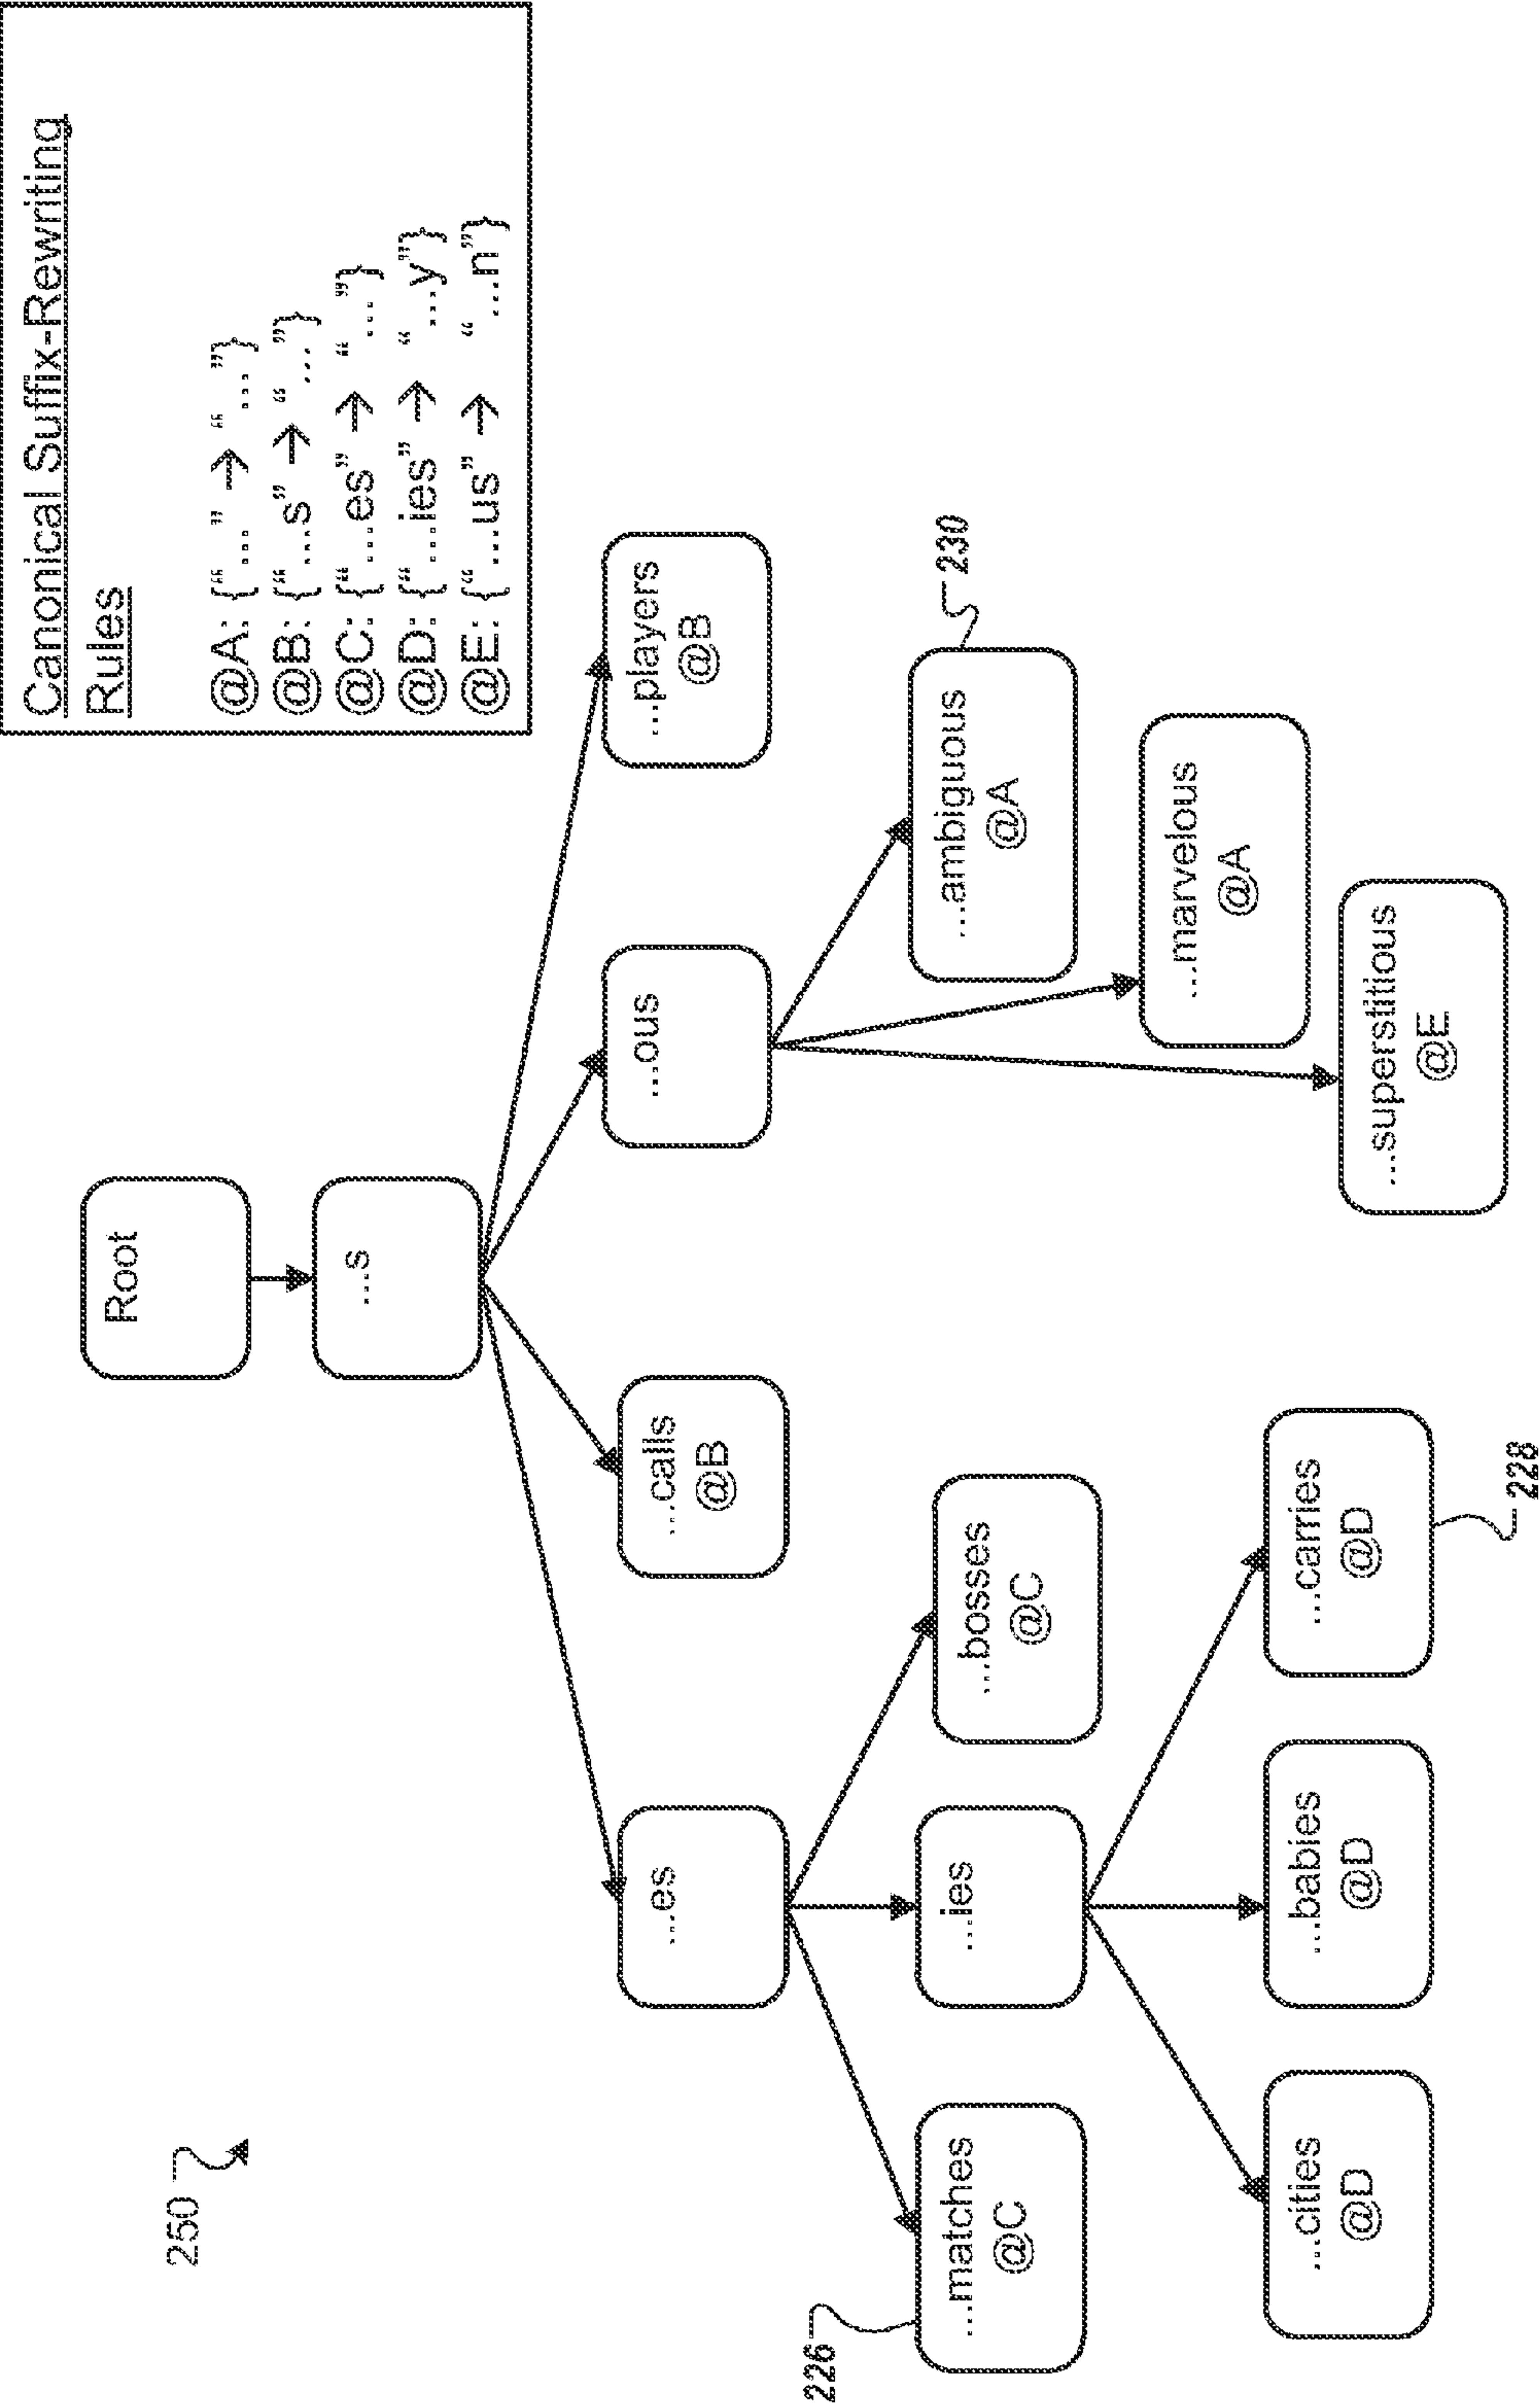 250
Root
...s
Canonical Suffix-Rewriting
Rules
@A: {“...” → “...”}
@B: {“...s” → “...”}
@C: {“...es” → “...”}
@D: {“...ies” → “...y”}
@E: {“...us” → “...n”}
...es
...calls
@B
...ous
...players
@B
226
...matches
@C
...ies
...bosses
@C
...ambiguous
@A
230
...marvelous
@A
...cities
@D
...babies
@D
...carries
@D
228
...superstitious
@E